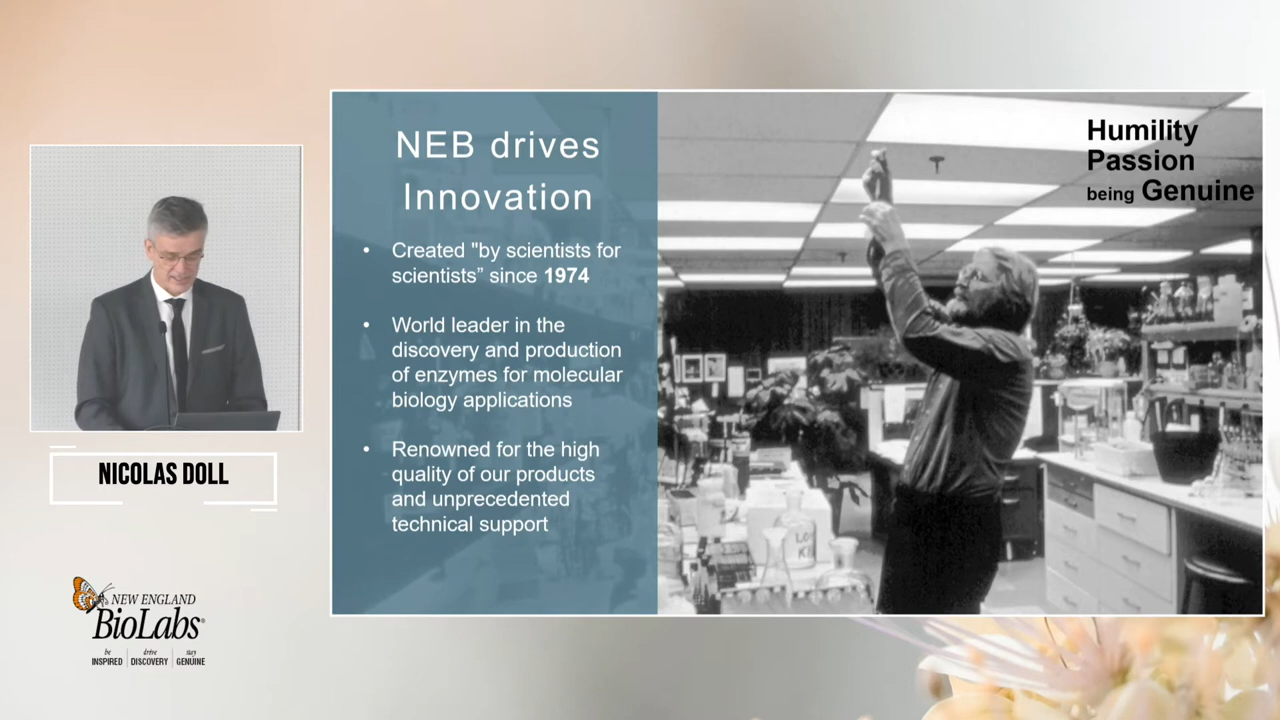 NEB drives
Innovation
• Created "by scientists for
scientists” since 1974
• World leader in the
discovery and production
of enzymes for molecular
biology applications
• Renowned for the high
quality of our products
and unprecedented
technical support
Humility
Passion
being Genuine
NICOLAS DOLL
NEW ENGLAND
BioLabs®
be INSPIRED
drive DISCOVERY
stay GENUINE